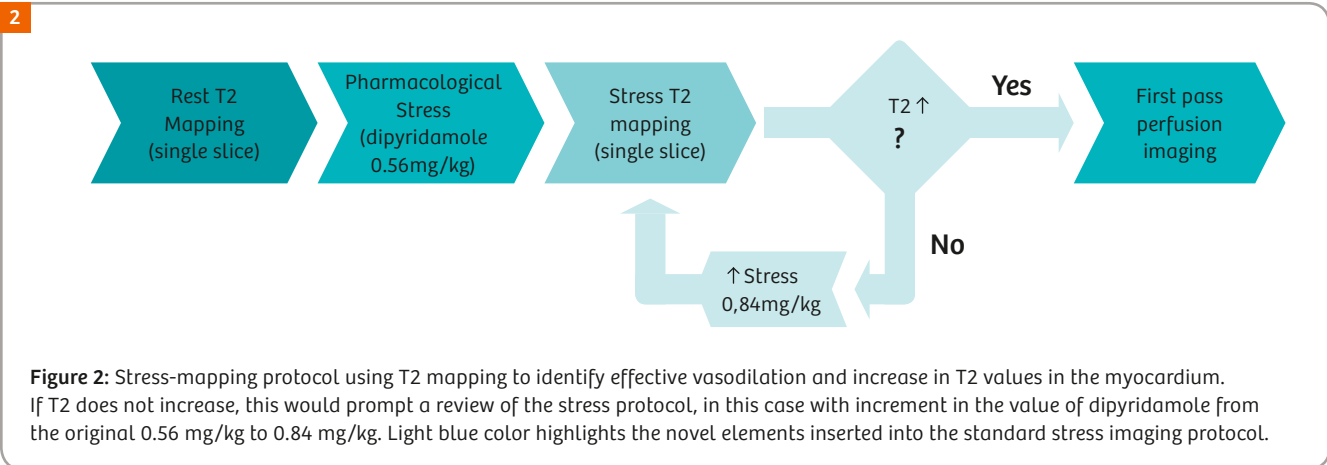 2
Rest T2
Mapping
(single slice)
Pharmacological
Stress
(dipyridamole
0.56mg/kg)
Stress T2
mapping
(single slice)
T2 ↑
?
Yes
First pass
perfusion
imaging
No
↑ Stress
0,84mg/kg
Figure 2: Stress-mapping protocol using T2 mapping to identify effective vasodilation and increase in T2 values in the myocardium.
If T2 does not increase, this would prompt a review of the stress protocol, in this case with increment in the value of dipyridamole from
the original 0.56 mg/kg to 0.84 mg/kg. Light blue color highlights the novel elements inserted into the standard stress imaging protocol.